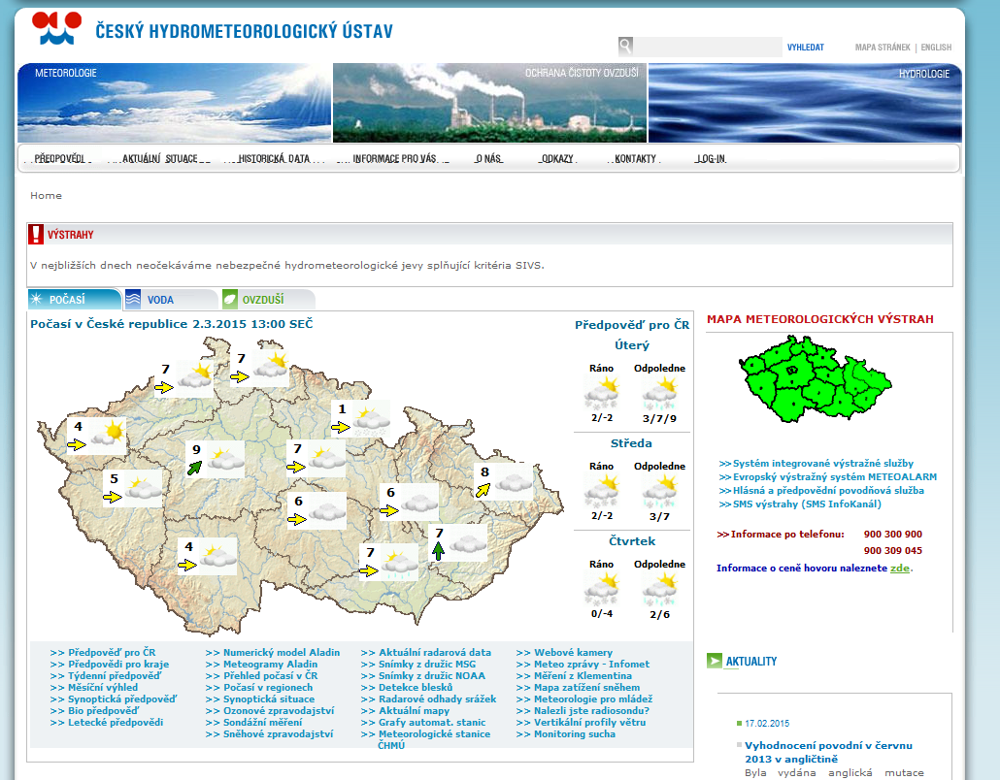 ČESKÝ HYDROMETEOROLOGICKÝ ÚSTAV
VYHLEDAT
MAPA STRÁNEK | ENGLISH
METEOROLOGIE
OCHRANA ČISTOTY OVZDUŠÍ
HYDROLOGIE
PŘEDPOVĚDI
AKTUÁLNÍ SITUACE
HISTORICKÁ DATA
INFORMACE PRO VÁS
O NÁS
ODKAZY
KONTAKTY
LOG-IN
Home
VÝSTRAHY
V nejbližších dnech neočekáváme nebezpečné hydrometeorologické jevy splňující kritéria SIVS.
POČASÍ
VODA
OVZDUŠÍ
Počasí v České republice 2.3.2015 13:00 SEČ
7
7
1
4
9
7
8
5
6
6
7
4
7
Předpověď pro ČR
Úterý
Ráno Odpoledne
2/-2 3/7/9
Středa
Ráno Odpoledne
2/-2 3/7
Čtvrtek
Ráno Odpoledne
0/-4 2/6
>> Předpověď pro ČR
>> Předpovědi pro kraje
>> Týdenní předpověď
>> Měsíční výhled
>> Synoptická předpověď
>> Bio předpověď
>> Letecké předpovědi
>> Numerický model Aladin
>> Meteogramy Aladin
>> Přehled počasí v ČR
>> Počasí v regionech
>> Synoptická situace
>> Ozonové zpravodajství
>> Sondážní měření
>> Sněhové zpravodajství
>> Aktuální radarová data
>> Snímky z družic MSG
>> Snímky z družic NOAA
>> Detekce blesků
>> Radarové odhady srážek
>> Aktuální mapy
>> Grafy automat. stanic
>> Meteorologické stanice
ČHMÚ
>> Webové kamery
>> Meteo zprávy - Infomet
>> Měření z Klementina
>> Mapa zatížení sněhem
>> Meteorologie pro mládež
>> Nalezli jste radiosondu?
>> Vertikální profily větru
>> Monitoring sucha
MAPA METEOROLOGICKÝCH VÝSTRAH
>>Systém integrované výstražné služby
>>Evropský výstražný systém METEOALARM
>>Hlásná a předpovědní povodňová služba
>>SMS výstrahy (SMS InfoKanál)
>>Informace po telefonu: 900 300 900
900 309 045
Informace o ceně hovoru naleznete zde.
AKTUALITY
17.02.2015
Vyhodnocení povodní v červnu
2013 v angličtině
Byla vydána anglická mutace